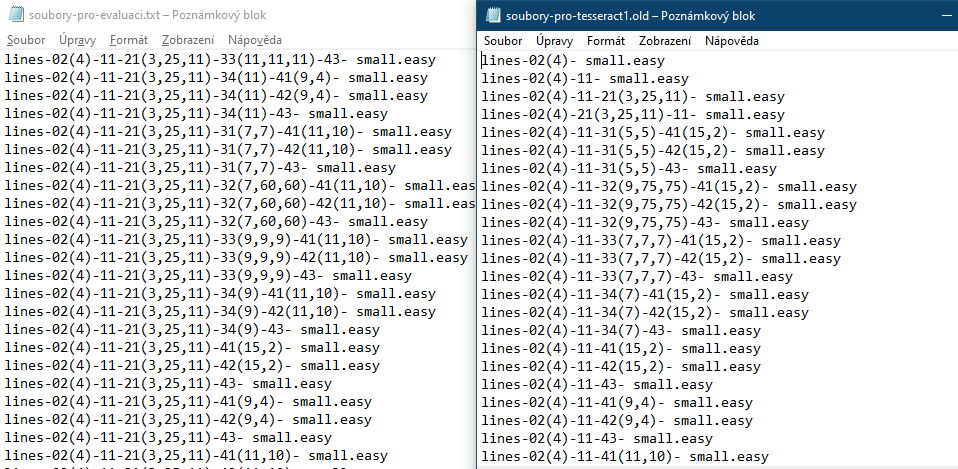 soubory-pro-evaluaci.txt – Poznámkový blok
Soubor Úpravy Formát Zobrazení Nápověda
lines-02(4)-11-21(3,25,11)-33(11,11,11)-43- small.easy
lines-02(4)-11-21(3,25,11)-34(11)-41(9,4)- small.easy
lines-02(4)-11-21(3,25,11)-34(11)-42(9,4)- small.easy
lines-02(4)-11-21(3,25,11)-34(11)-43- small.easy
lines-02(4)-11-21(3,25,11)-31(7,7)-41(11,10)- small.easy
lines-02(4)-11-21(3,25,11)-31(7,7)-42(11,10)- small.easy
lines-02(4)-11-21(3,25,11)-31(7,7)-43- small.easy
lines-02(4)-11-21(3,25,11)-32(7,60,60)-41(11,10)- small.eas
lines-02(4)-11-21(3,25,11)-32(7,60,60)-42(11,10)- small.eas
lines-02(4)-11-21(3,25,11)-32(7,60,60)-43- small.easy
lines-02(4)-11-21(3,25,11)-33(9,9,9)-41(11,10)- small.easy
lines-02(4)-11-21(3,25,11)-33(9,9,9)-42(11,10)- small.easy
lines-02(4)-11-21(3,25,11)-33(9,9,9)-43- small.easy
lines-02(4)-11-21(3,25,11)-34(9)-41(11,10)- small.easy
lines-02(4)-11-21(3,25,11)-34(9)-42(11,10)- small.easy
lines-02(4)-11-21(3,25,11)-34(9)-43- small.easy
lines-02(4)-11-21(3,25,11)-41(15,2)- small.easy
lines-02(4)-11-21(3,25,11)-42(15,2)- small.easy
lines-02(4)-11-21(3,25,11)-43- small.easy
lines-02(4)-11-21(3,25,11)-41(9,4)- small.easy
lines-02(4)-11-21(3,25,11)-42(9,4)- small.easy
lines-02(4)-11-21(3,25,11)-43- small.easy
lines-02(4)-11-21(3,25,11)-41(11,10)- small.easy
soubory-pro-tesseract1.old – Poznámkový blok
Soubor Úpravy Formát Zobrazení Nápověda
lines-02(4)- small.easy
lines-02(4)-11- small.easy
lines-02(4)-11-21(3,25,11)- small.easy
lines-02(4)-21(3,25,11)-11- small.easy
lines-02(4)-11-31(5,5)-41(15,2)- small.easy
lines-02(4)-11-31(5,5)-42(15,2)- small.easy
lines-02(4)-11-31(5,5)-43- small.easy
lines-02(4)-11-32(9,75,75)-41(15,2)- small.easy
lines-02(4)-11-32(9,75,75)-42(15,2)- small.easy
lines-02(4)-11-32(9,75,75)-43- small.easy
lines-02(4)-11-33(7,7,7)-41(15,2)- small.easy
lines-02(4)-11-33(7,7,7)-42(15,2)- small.easy
lines-02(4)-11-33(7,7,7)-43- small.easy
lines-02(4)-11-34(7)-41(15,2)- small.easy
lines-02(4)-11-34(7)-42(15,2)- small.easy
lines-02(4)-11-34(7)-43- small.easy
lines-02(4)-11-41(15,2)- small.easy
lines-02(4)-11-42(15,2)- small.easy
lines-02(4)-11-43- small.easy
lines-02(4)-11-41(9,4)- small.easy
lines-02(4)-11-42(9,4)- small.easy
lines-02(4)-11-43- small.easy
lines-02(4)-11-41(11,10)- small.easy